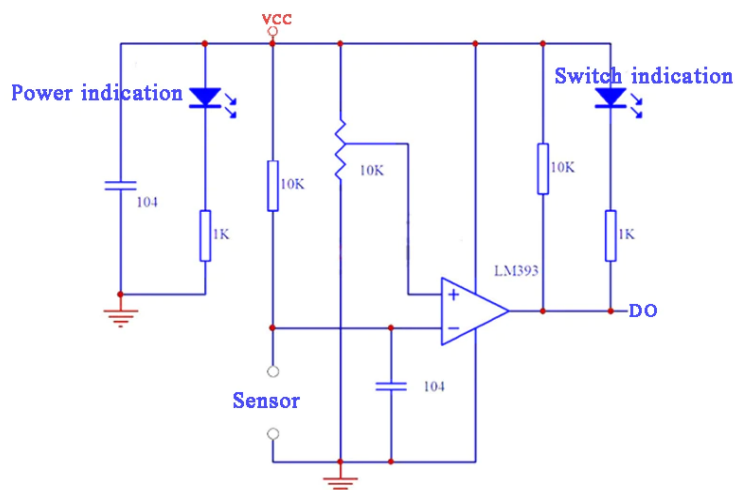 VCC
Power indication
Switch indication
104
10K
10K
10K
1K
1K
LM393
+
−
DO
Sensor
104